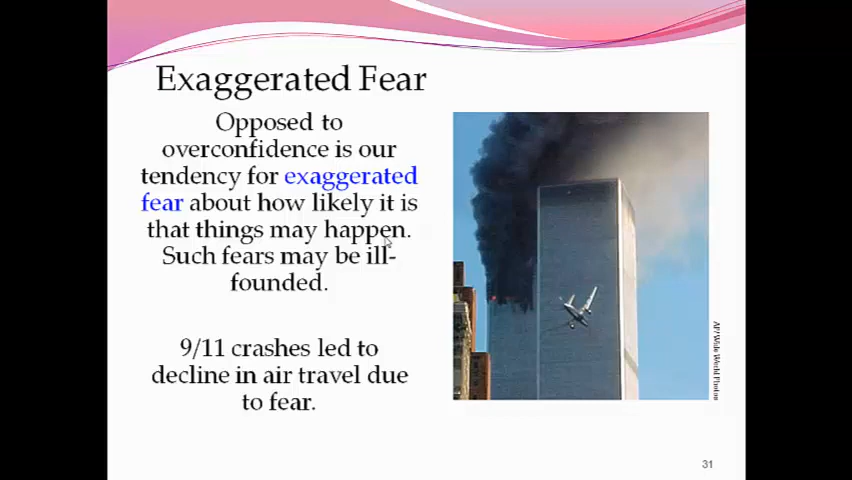 Exaggerated Fear
Opposed to
overconfidence is our
tendency for exaggerated
fear about how likely it is
that things may happen.
Such fears may be ill-
founded.
9/11 crashes led to
decline in air travel due
to fear.
AP/ Wide World Photos
31